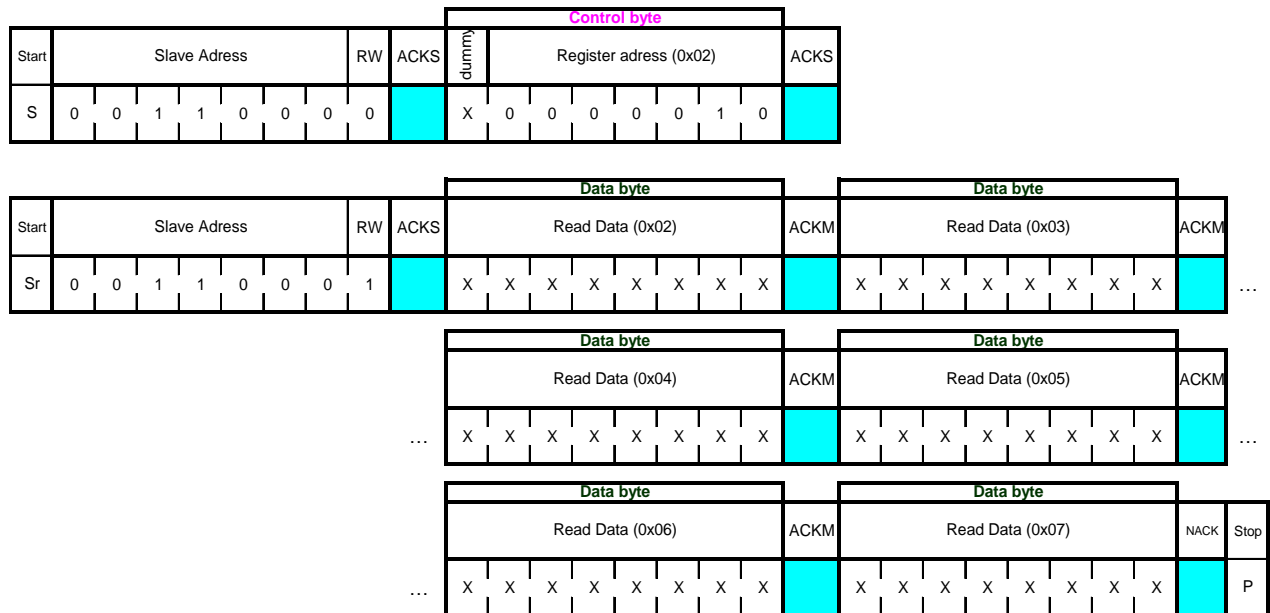 Control byte
Start Slave Adress RW ACKS dummy Register adress (0x02) ACKS
S 0 0 1 1 0 0 0 0 X 0 0 0 0 0 1 0
Data byte Data byte
Start Slave Adress RW ACKS Read Data (0x02) ACKM Read Data (0x03) ACKM
Sr 0 0 1 1 0 0 0 1 X X X X X X X X X X X X X X X X …
Data byte Data byte
Read Data (0x04) ACKM Read Data (0x05) ACKM
… X X X X X X X X X X X X X X X X …
Data byte Data byte
Read Data (0x06) ACKM Read Data (0x07) NACK Stop
… X X X X X X X X X X X X X X X X P